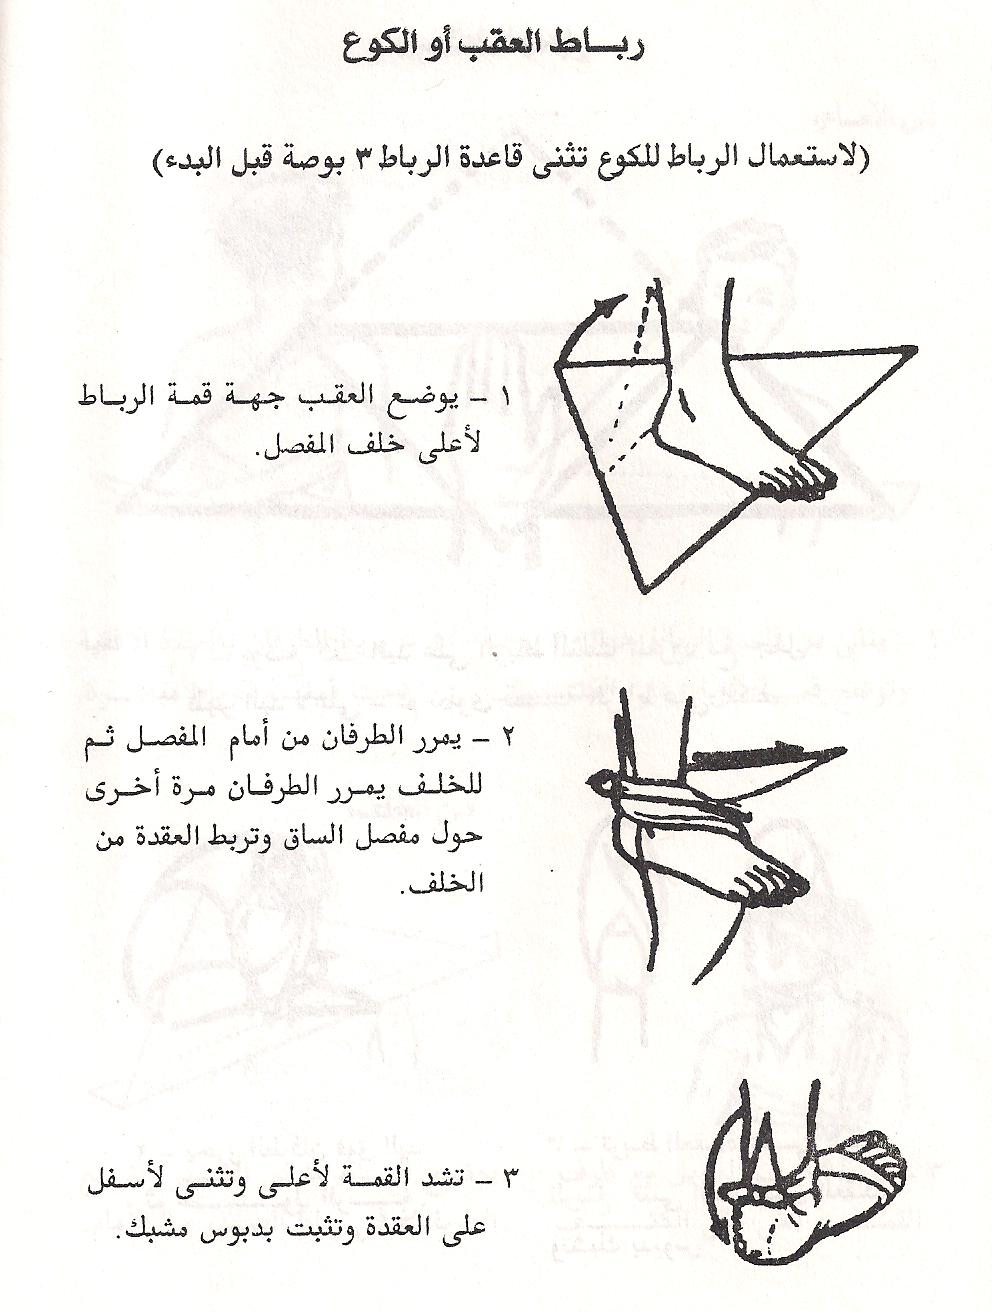 رباط العقب أو الكوع
(لاستعمال الرباط للكوع تثنى قاعدة الرباط ٣ بوصة قبل البدء)
١ – يوضع العقب جهة قمة الرباط
لأعلى خلف المفصل.
٢ – يمرر الطرفان من أمام المفصل ثم
للخلف يمرر الطرفان مرة أخرى
حول مفصل الساق وتربط العقدة من
الخلف.
٣ – تشد القمة لأعلى وتثنى لأسفل
على العقدة وتثبت بدبوس مشبك.